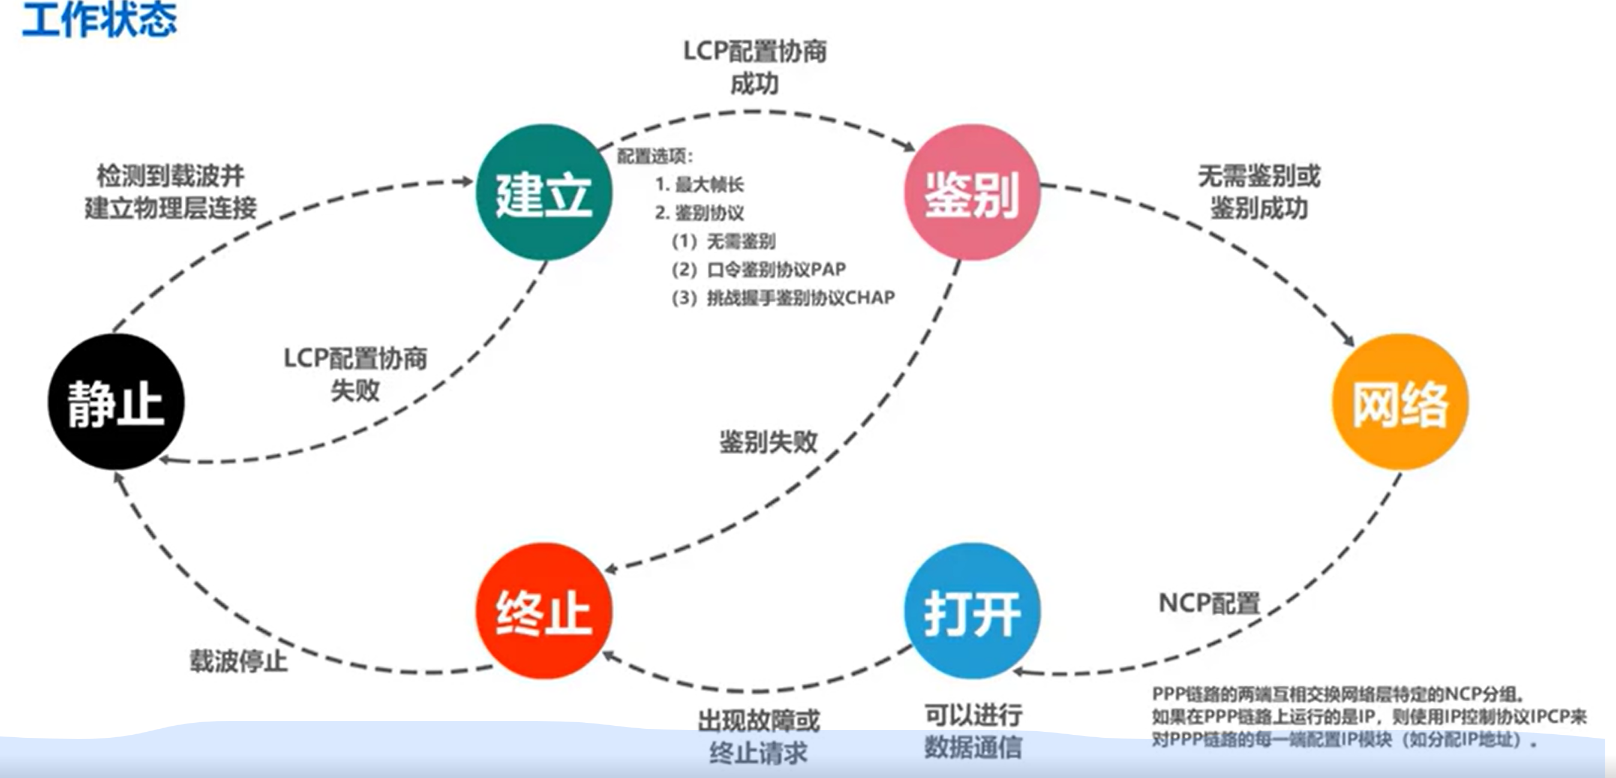 工作状态
LCP配置协商
成功
检测到载波并
建立物理层连接
建立
配置选项：
1. 最大帧长
2. 鉴别协议
（1）无需鉴别
（2）口令鉴别协议PAP
（3）挑战握手鉴别协议CHAP
鉴别
无需鉴别或
鉴别成功
静止
LCP配置协商
失败
鉴别失败
网络
终止
打开
NCP配置
载波停止
出现故障或
终止请求
可以进行
数据通信
PPP链路的两端互相交换网络层特定的NCP分组。
如果在PPP链路上运行的是IP，则使用IP控制协议IPCP来
对PPP链路的每一端配置IP模块（如分配IP地址）。